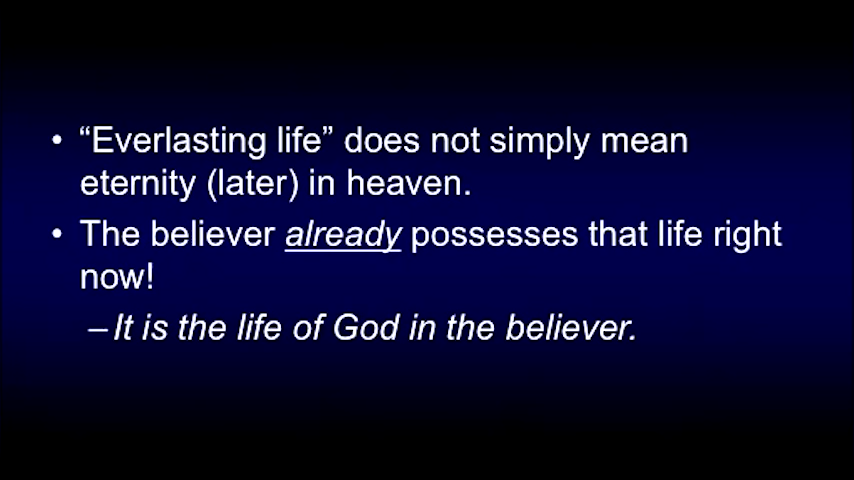 • “Everlasting life” does not simply mean
eternity (later) in heaven.
• The believer already possesses that life right
now!
– It is the life of God in the believer.